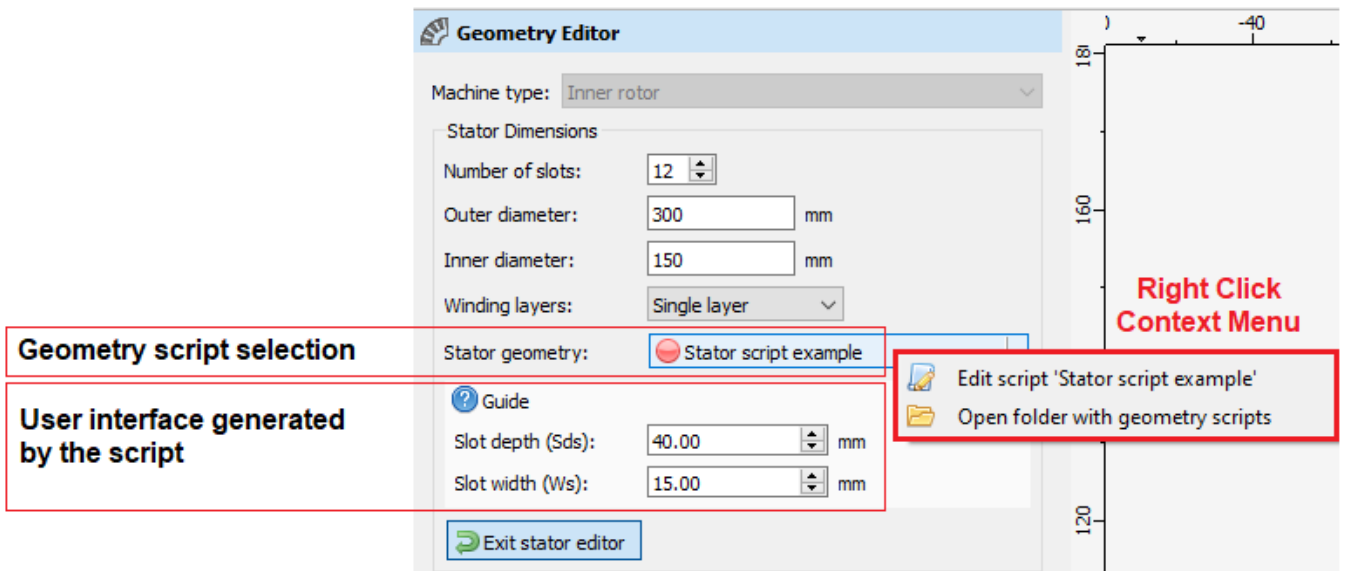 Geometry Editor
) -40
180
Machine type: Inner rotor
Stator Dimensions
Number of slots: 12
Outer diameter: 300 mm
160
Inner diameter: 150 mm
Right Click
Context Menu
Winding layers: Single layer
Geometry script selection
Stator geometry: Stator script example
Edit script 'Stator script example'
Open folder with geometry scripts
User interface generated
by the script
? Guide
Slot depth (Sds): 40.00 mm
Slot width (Ws): 15.00 mm
120
Exit stator editor